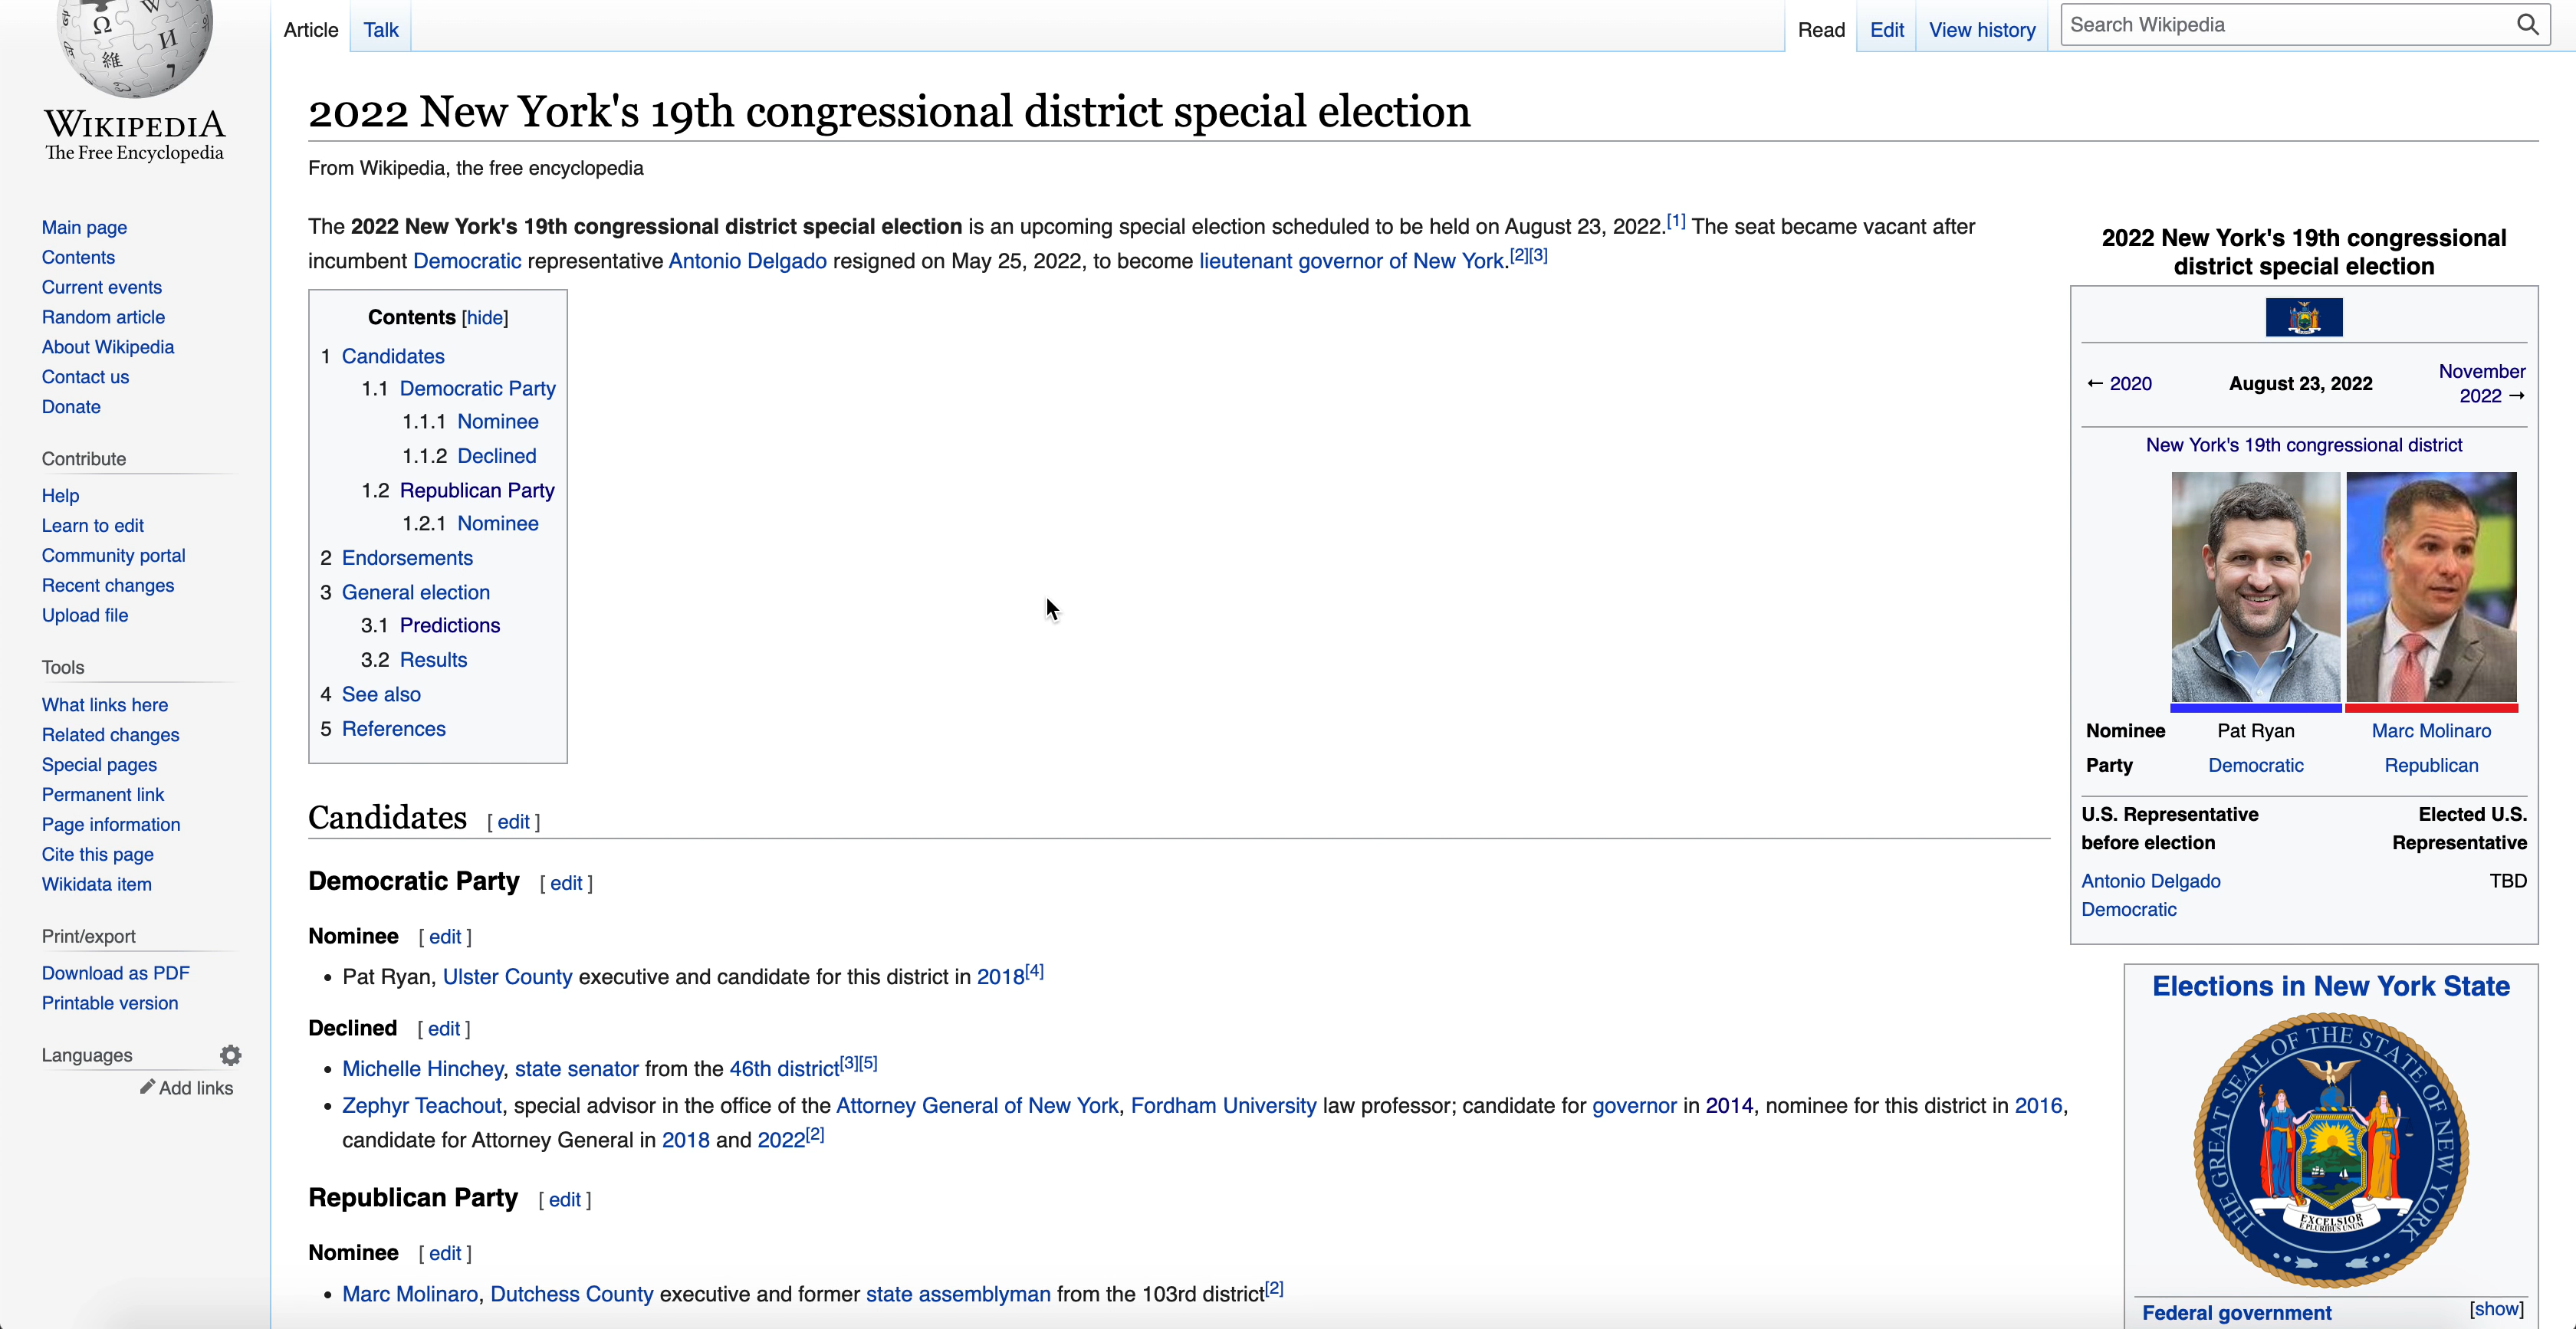 Ω
W
И
維
WIKIPEDIA
The Free Encyclopedia
Main page
Contents
Current events
Random article
About Wikipedia
Contact us
Donate
Contribute
Help
Learn to edit
Community portal
Recent changes
Upload file
Tools
What links here
Related changes
Special pages
Permanent link
Page information
Cite this page
Wikidata item
Print/export
Download as PDF
Printable version
Languages
Add links
Article
Talk
Read
Edit
View history
Search Wikipedia
2022 New York's 19th congressional district special election
From Wikipedia, the free encyclopedia
The 2022 New York's 19th congressional district special election is an upcoming special election scheduled to be held on August 23, 2022.[1] The seat became vacant after
incumbent Democratic representative Antonio Delgado resigned on May 25, 2022, to become lieutenant governor of New York.[2][3]
Contents [hide]
1 Candidates
1.1 Democratic Party
1.1.1 Nominee
1.1.2 Declined
1.2 Republican Party
1.2.1 Nominee
2 Endorsements
3 General election
3.1 Predictions
3.2 Results
4 See also
5 References
Candidates [ edit ]
Democratic Party [ edit ]
Nominee [ edit ]
• Pat Ryan, Ulster County executive and candidate for this district in 2018[4]
Declined [ edit ]
• Michelle Hinchey, state senator from the 46th district[3][5]
• Zephyr Teachout, special advisor in the office of the Attorney General of New York, Fordham University law professor; candidate for governor in 2014, nominee for this district in 2016,
candidate for Attorney General in 2018 and 2022[2]
Republican Party [ edit ]
Nominee [ edit ]
• Marc Molinaro, Dutchess County executive and former state assemblyman from the 103rd district[2]
2022 New York's 19th congressional
district special election
← 2020 August 23, 2022 November
2022 →
New York's 19th congressional district
Nominee Pat Ryan Marc Molinaro
Party Democratic Republican
U.S. Representative
before election
Elected U.S.
Representative
Antonio Delgado
Democratic
TBD
Elections in New York State
THE GREAT SEAL OF THE STATE OF NEW YORK
EXCELSIOR
E PLURIBUS UNUM
Federal government [show]